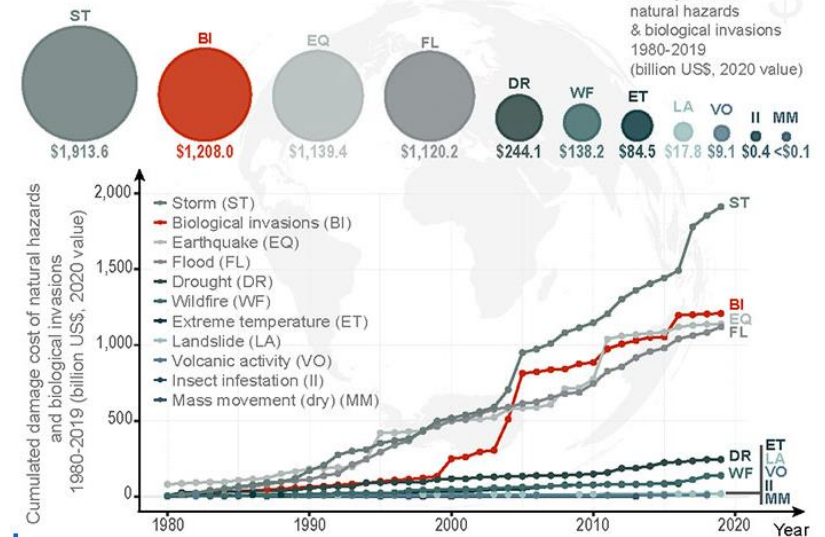 natural hazards
& biological invasions
1980-2019
(billion US$, 2020 value)
$
ST
BI
EQ
FL
DR
WF
ET
LA
VO
II
MM
$1,913.6
$1,208.0
$1,139.4
$1,120.2
$244.1
$138.2
$84.5
$17.8
$9.1
$0.4
<$0.1
Cumulated damage cost of natural hazards
and biological invasions
1980-2019 (billion US$, 2020 value)
2,000
1,500
1,000
500
0
Storm (ST)
Biological invasions (BI)
Earthquake (EQ)
Flood (FL)
Drought (DR)
Wildfire (WF)
Extreme temperature (ET)
Landslide (LA)
Volcanic activity (VO)
Insect infestation (II)
Mass movement (dry) (MM)
ST
BI
EQ
FL
DR
WF
ET
LA
VO
II
MM
1980
1990
2000
2010
2020
Year